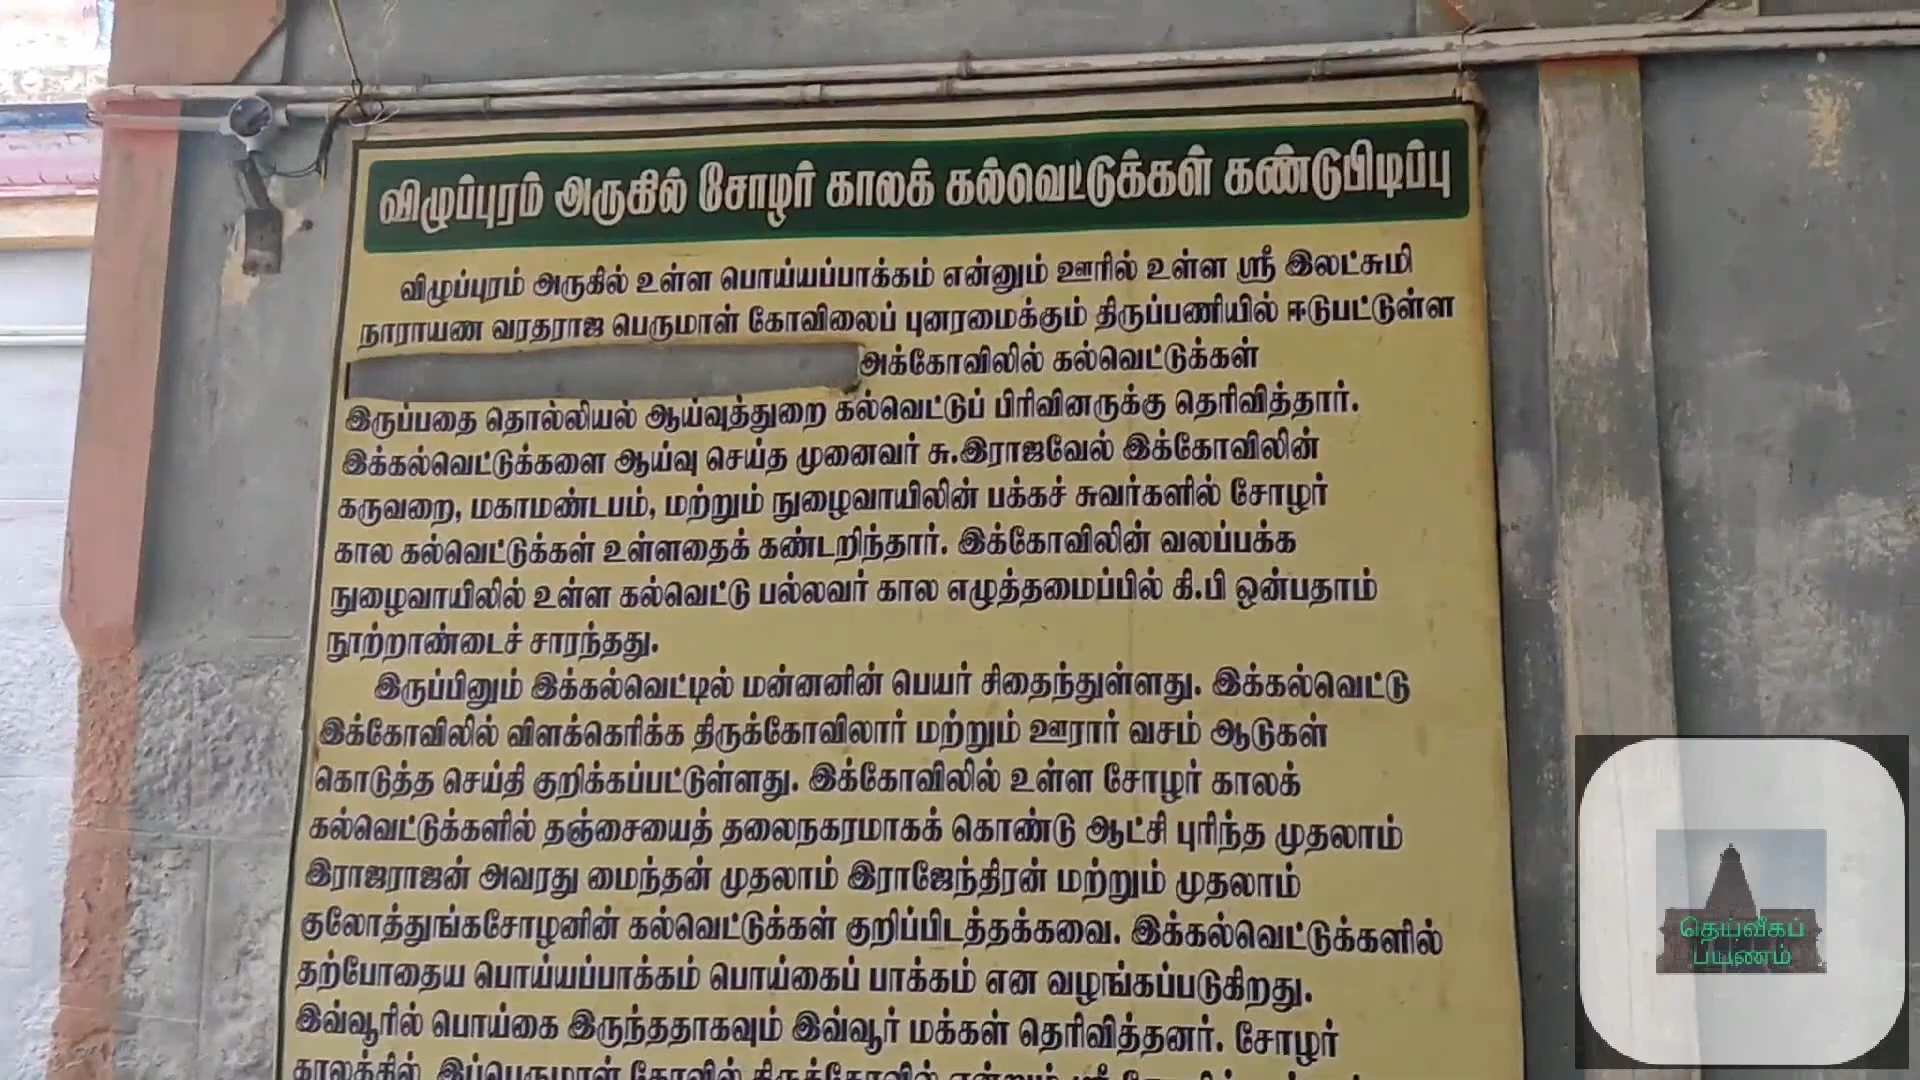 விழுப்புரம் அருகில் சோழர் காலக் கல்வெட்டுக்கள் கண்டுபிடிப்பு
விழுப்புரம் அருகில் உள்ள பொய்யப்பாக்கம் என்னும் ஊரில் உள்ள ஸ்ரீ இலட்சுமி
நாராயண வரதராஜ பெருமாள் கோவிலைப் புனரமைக்கும் திருப்பணியில் ஈடுபட்டுள்ள
அக்கோவிலில் கல்வெட்டுக்கள்
இருப்பதை தொல்லியல் ஆய்வுத்துறை கல்வெட்டுப் பிரிவினருக்கு தெரிவித்தார்.
இக்கல்வெட்டுக்களை ஆய்வு செய்த முனைவர் சு.இராஜவேல் இக்கோவிலின்
கருவறை, மகாமண்டபம், மற்றும் நுழைவாயிலின் பக்கச் சுவர்களில் சோழர்
கால கல்வெட்டுக்கள் உள்ளதைக் கண்டறிந்தார். இக்கோவிலின் வலப்பக்க
நுழைவாயிலில் உள்ள கல்வெட்டு பல்லவர் கால எழுத்தமைப்பில் கி.பி ஒன்பதாம்
நூற்றாண்டைச் சாரந்தது.
இருப்பினும் இக்கல்வெட்டில் மன்னனின் பெயர் சிதைந்துள்ளது. இக்கல்வெட்டு
இக்கோவிலில் விளக்கெரிக்க திருக்கோவிலார் மற்றும் ஊரார் வசம் ஆடுகள்
கொடுத்த செய்தி குறிக்கப்பட்டுள்ளது. இக்கோவிலில் உள்ள சோழர் காலக்
கல்வெட்டுக்களில் தஞ்சையைத் தலைநகரமாகக் கொண்டு ஆட்சி புரிந்த முதலாம்
இராஜராஜன் அவரது மைந்தன் முதலாம் இராஜேந்திரன் மற்றும் முதலாம்
குலோத்துங்கசோழனின் கல்வெட்டுக்கள் குறிப்பிடத்தக்கவை. இக்கல்வெட்டுக்களில்
தற்போதைய பொய்யப்பாக்கம் பொய்கைப் பாக்கம் என வழங்கப்படுகிறது.
இவ்வூரில் பொய்கை இருந்ததாகவும் இவ்வூர் மக்கள் தெரிவித்தனர். சோழர்
காலத்தில் இப்பெருமாள் கோவில் திருக்கோவில் என்றும் ஸ்ரீ
தெய்வீகப்
பயணம்